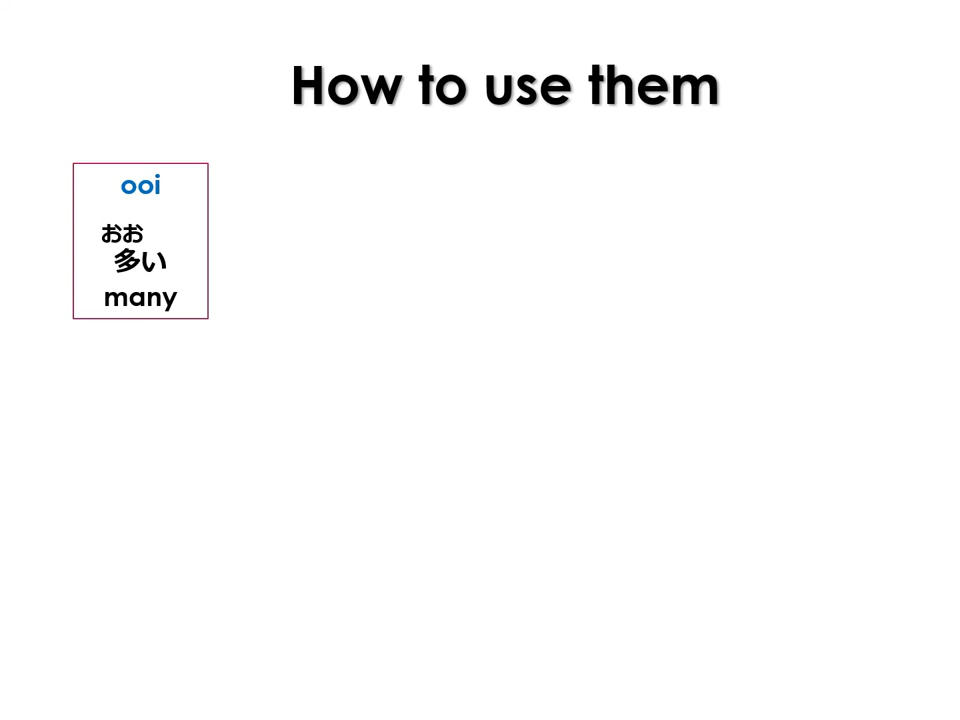 How to use them
ooi
おお
多い
many